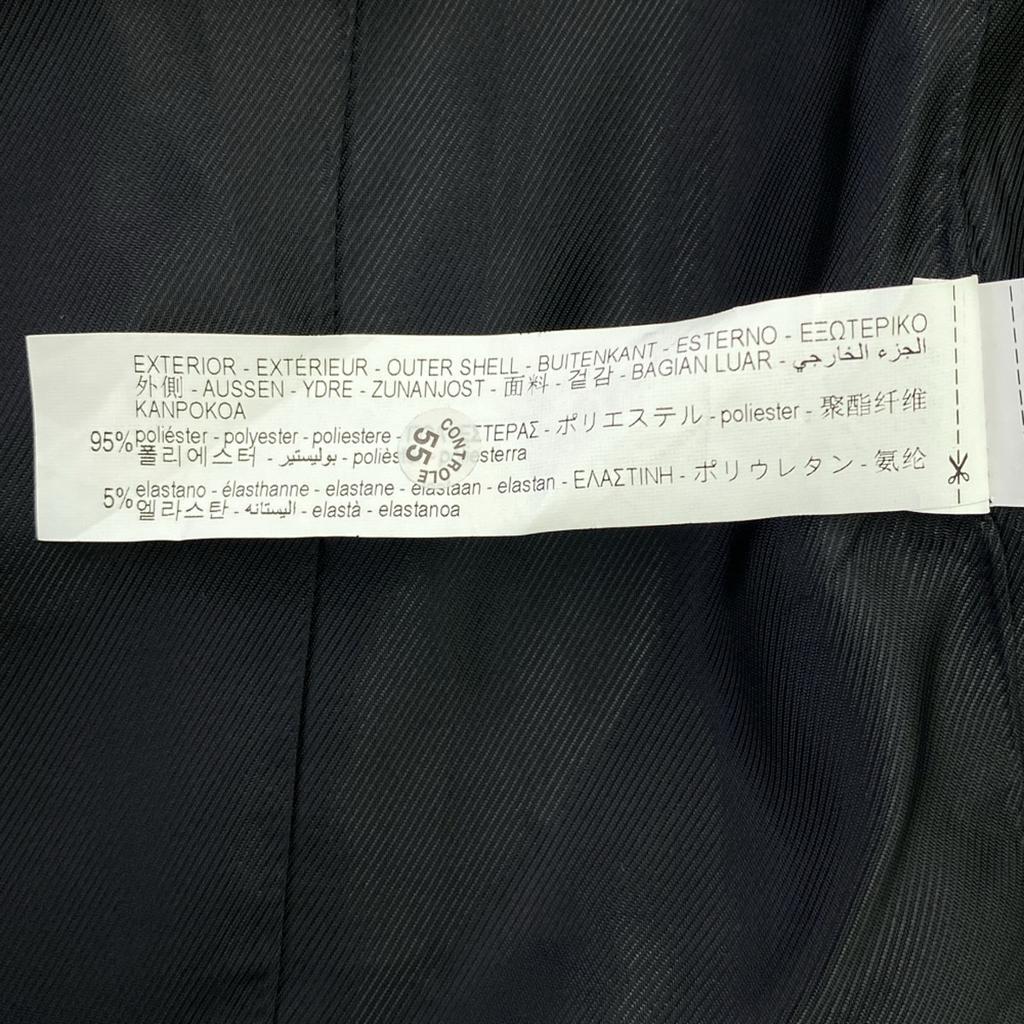 EXTERIOR - EXTÉRIEUR - OUTER SHELL - BUITENKANT - ESTERNO - ΕΞΩΤΕΡΙΚΟ
外側 - AUSSEN - YDRE - ZUNANJOST - 面料 - 겉감 - BAGIAN LUAR - الجزء الخارجي
KANPOKOA
95% poliéster - polyester - poliestere - ΣΤΕΡΑΣ - ポリエステル - poliester - 聚酯纤维
폴리에스터 - بوليستير - poliès esterra
5% elastano - élasthanne - elastane - elastaan - elastan - ΕΛΑΣΤΙΝΗ - ポリウレタン - 氨纶
엘라스탄 - اليستانه - elastà - elastanoa
CONTROLE
55